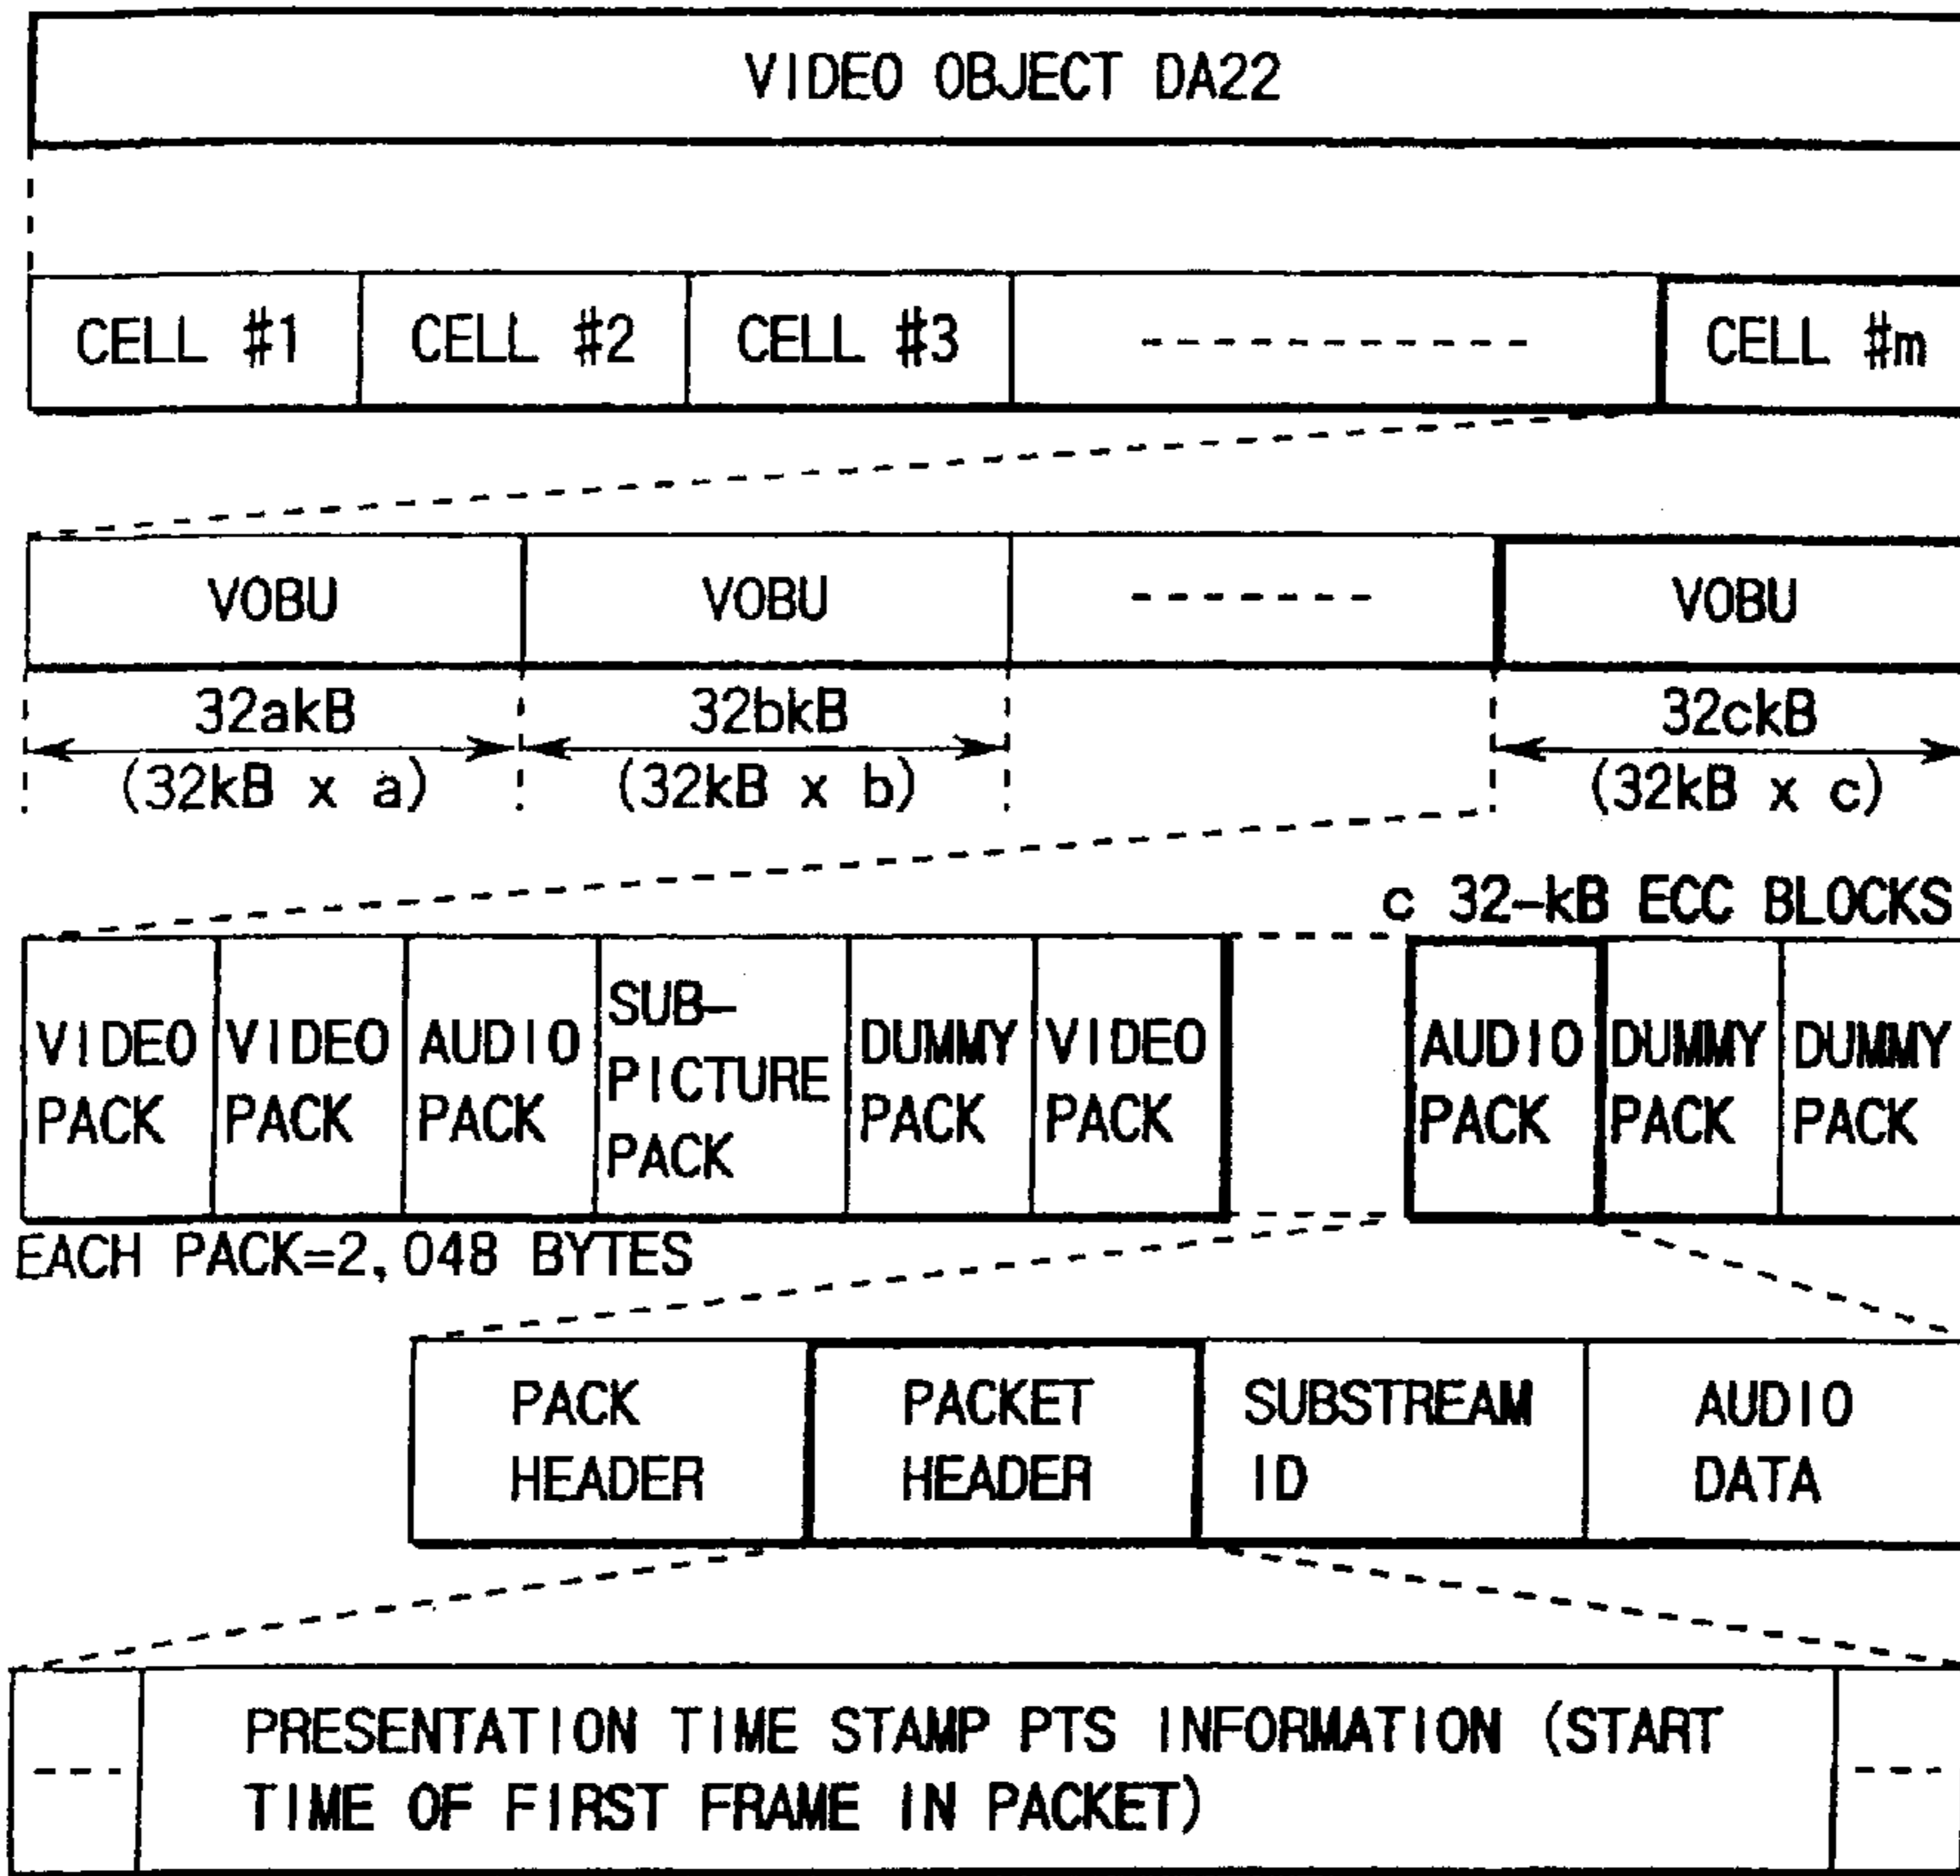 VIDEO OBJECT DA22
CELL #1 CELL #2 CELL #3 ----------- CELL #m
VOBU VOBU ------- VOBU
32akB 32bkB 32ckB
(32kB x a) (32kB x b) (32kB x c)
c 32-kB ECC BLOCKS
VIDEO PACK
VIDEO PACK
AUDIO PACK
SUB-
PICTURE
PACK
DUMMY PACK
VIDEO PACK
AUDIO PACK
DUMMY PACK
DUMMY PACK
EACH PACK=2,048 BYTES
PACK
HEADER
PACKET
HEADER
SUBSTREAM
ID
AUDIO
DATA
--- PRESENTATION TIME STAMP PTS INFORMATION (START ---
TIME OF FIRST FRAME IN PACKET)